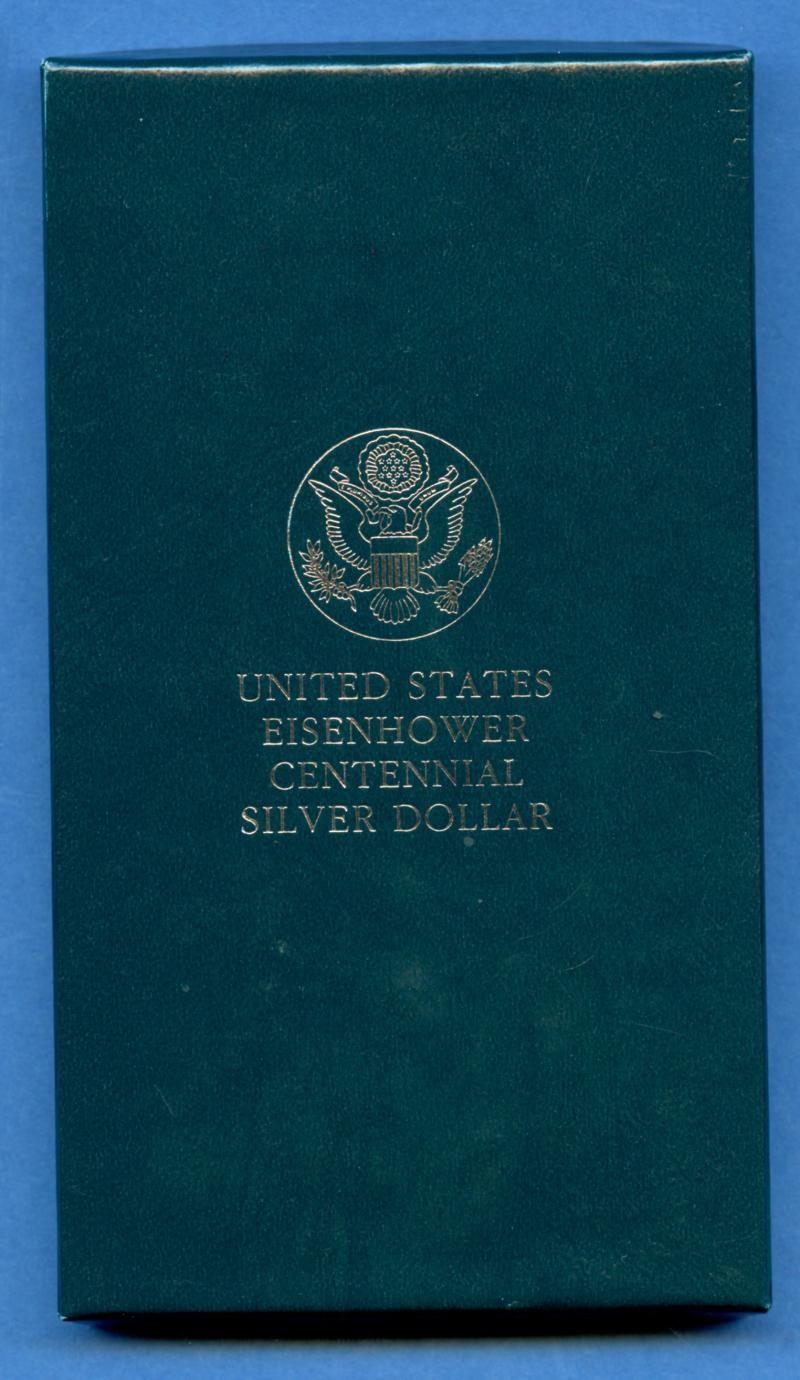 UNITED STATES
EISENHOWER
CENTENNIAL
SILVER DOLLAR